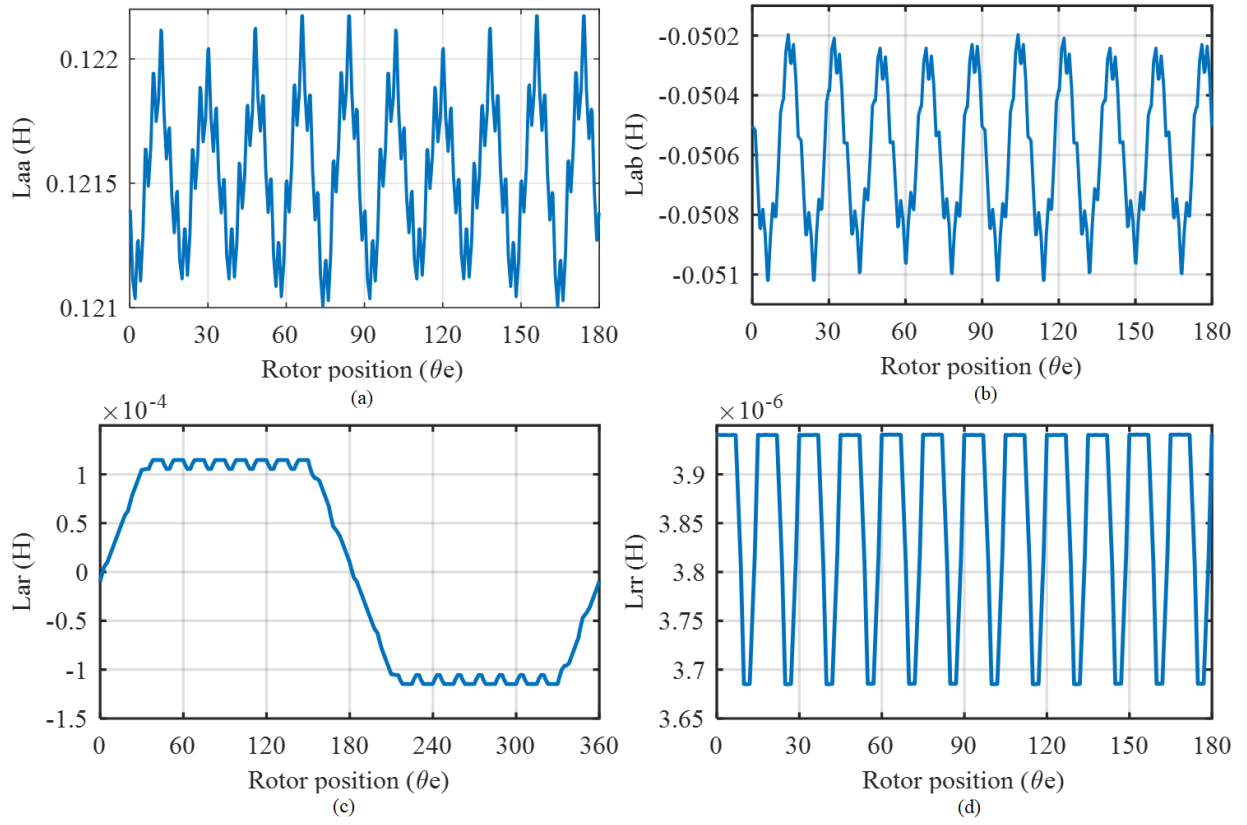 0.122
0.1215
0.121
Laa (H)
0 30 60 90 120 150 180
Rotor position (θe)
(a)
-0.0502
-0.0504
-0.0506
-0.0508
-0.051
Lab (H)
0 30 60 90 120 150 180
Rotor position (θe)
(b)
×10⁻⁴
1
0.5
0
-0.5
-1
-1.5
Lar (H)
0 60 120 180 240 300 360
Rotor position (θe)
(c)
×10⁻⁶
3.9
3.85
3.8
3.75
3.7
3.65
Lrr (H)
0 30 60 90 120 150 180
Rotor position (θe)
(d)